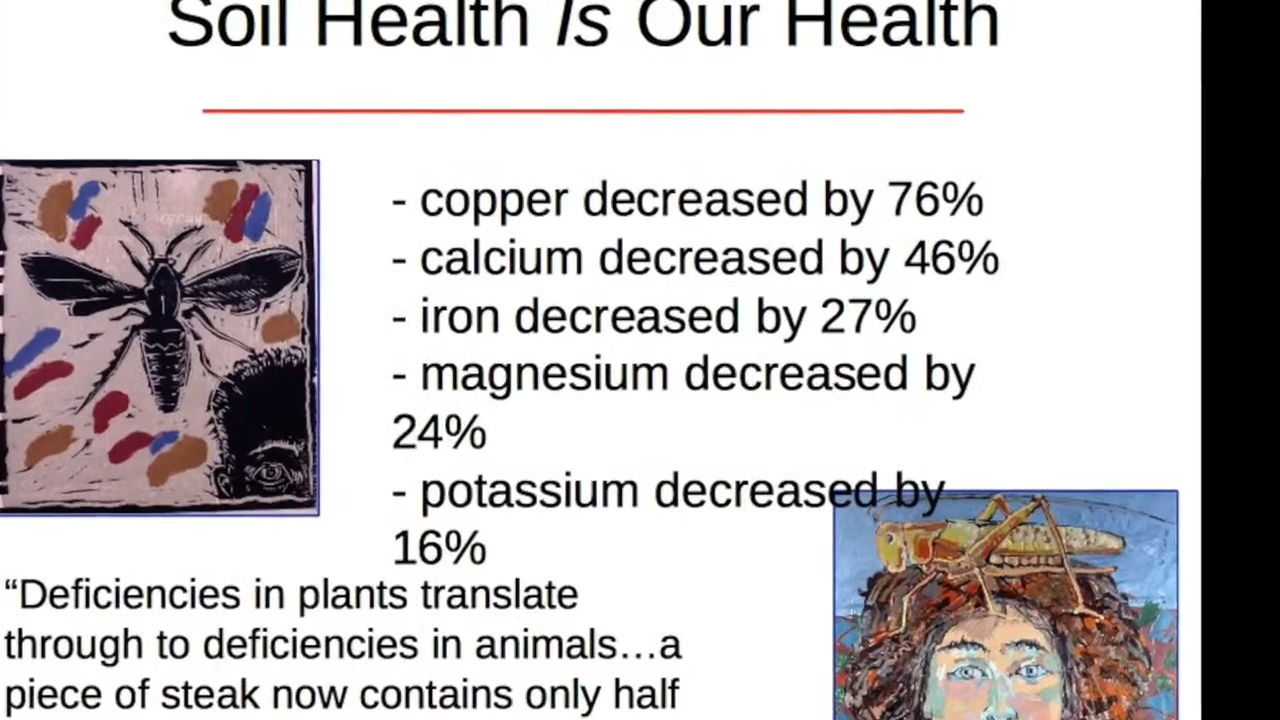 Soil Health Is Our Health
- copper decreased by 76%
- calcium decreased by 46%
- iron decreased by 27%
- magnesium decreased by
24%
- potassium decreased by
16%
“Deficiencies in plants translate
through to deficiencies in animals…a
piece of steak now contains only half